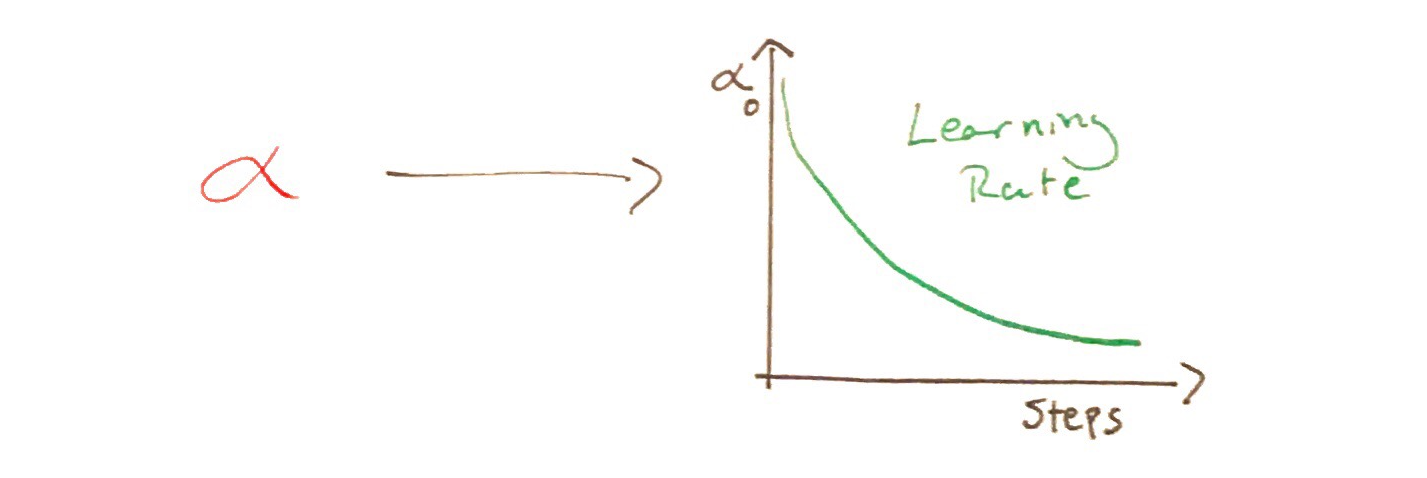 α
α₀
Learning
Rate
Steps